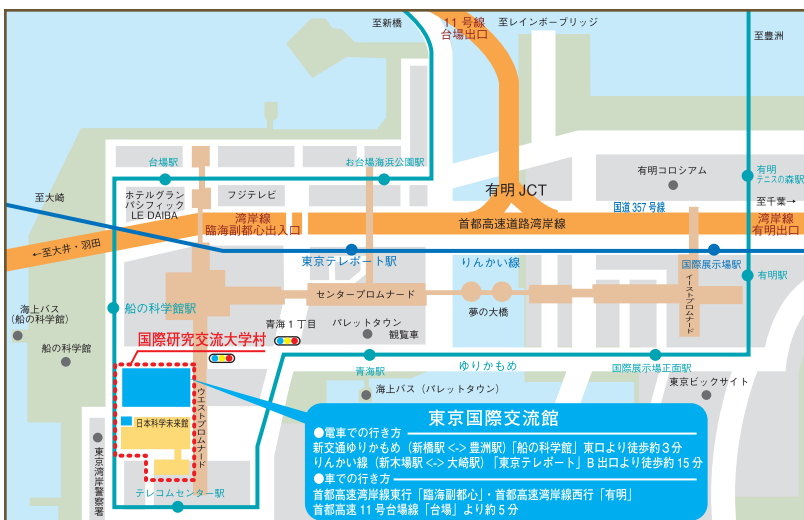 至新橋
11号線
台場出口
至レインボーブリッジ
至豊洲
台場駅
お台場海浜公園駅
有明コロシアム
有明
テニスの森駅
至大崎
ホテルグラン
パシフィック
LE DAIBA
フジテレビ
有明 JCT
国道 357 号線
至千葉→
湾岸線
臨海副都心出入口
首都高速道路湾岸線
湾岸線
有明出口
←至大井・羽田
東京テレポート駅
りんかい線
国際展示場駅
有明駅
センタープロムナード
イーストプロムナード
夢の大橋
海上バス
(船の科学館)
船の科学館駅
青海1丁目
パレットタウン
観覧車
国際研究交流大学村
船の科学館
青海駅
ゆりかもめ
国際展示場正面駅
海上バス (パレットタウン)
東京ビックサイト
ウエストプロムナード
日本科学未来館
東京湾岸警察署
テレコムセンター駅
東京国際交流館
●電車での行き方
新交通ゆりかもめ (新橋駅 <-> 豊洲駅)「船の科学館」東口より徒歩約3分
りんかい線 (新木場駅 <-> 大崎駅)「東京テレポート」B 出口より徒歩約 15 分
●車での行き方
首都高速湾岸線東行「臨海副都心」・首都高速湾岸線西行「有明」
首都高速 11 号台場線「台場」より約5分